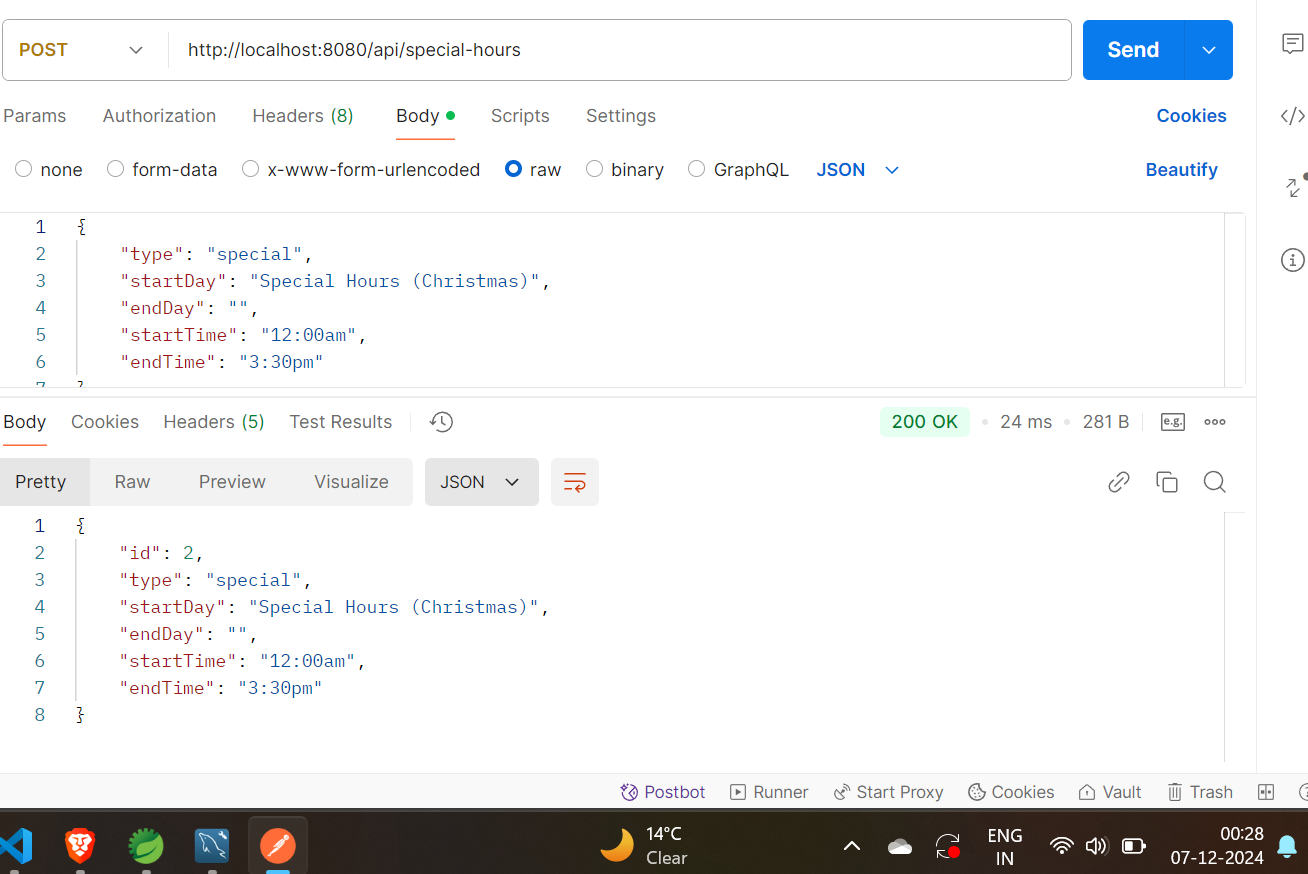 POST http://localhost:8080/api/special-hours Send
Params Authorization Headers (8) Body Scripts Settings Cookies
none form-data x-www-form-urlencoded raw binary GraphQL JSON Beautify
1 {
2 "type": "special",
3 "startDay": "Special Hours (Christmas)",
4 "endDay": "",
5 "startTime": "12:00am",
6 "endTime": "3:30pm"
7 }
Body Cookies Headers (5) Test Results 200 OK 24 ms 281 B e.g.
Pretty Raw Preview Visualize JSON
1 {
2 "id": 2,
3 "type": "special",
4 "startDay": "Special Hours (Christmas)",
5 "endDay": "",
6 "startTime": "12:00am",
7 "endTime": "3:30pm"
8 }
Postbot Runner Start Proxy Cookies Vault Trash
14°C
Clear
ENG
IN
00:28
07-12-2024